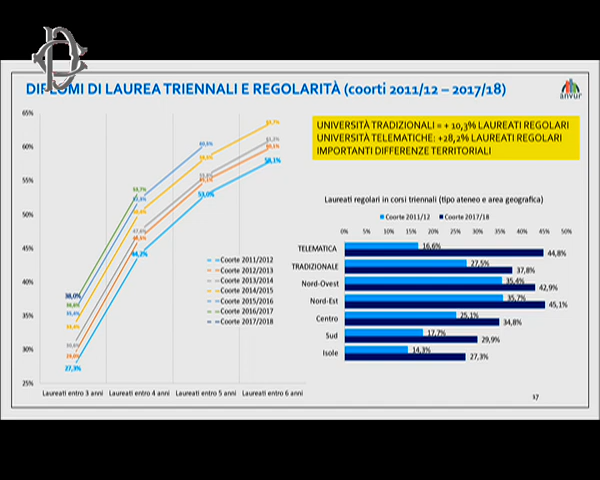 DIPLOMI DI LAUREA TRIENNALI E REGOLARITÀ (coorti 2011/12 – 2017/18)
anvur
UNIVERSITÀ TRADIZIONALI = + 10,3% LAUREATI REGOLARI
UNIVERSITÀ TELEMATICHE: +28,2% LAUREATI REGOLARI
IMPORTANTI DIFFERENZE TERRITORIALI
65%
60%
55%
50%
45%
40%
35%
30%
25%
60,5%
58,1%
53,0%
44,2%
38,0%
27,3%
Coorte 2011/2012
Coorte 2012/2013
Coorte 2013/2014
Coorte 2014/2015
Coorte 2015/2016
Coorte 2016/2017
Coorte 2017/2018
Laureati entro 3 anni Laureati entro 4 anni Laureati entro 5 anni Laureati entro 6 anni
Laureati regolari in corsi triennali (tipo ateneo e area geografica)
Coorte 2011/12 Coorte 2017/18
0% 5% 10% 15% 20% 25% 30% 35% 40% 45% 50%
TELEMATICA 16,6% 44,8%
TRADIZIONALE 27,5% 37,8%
Nord-Ovest 35,4% 42,9%
Nord-Est 35,7% 45,1%
Centro 25,1% 34,8%
Sud 17,7% 29,9%
Isole 14,3% 27,3%
17